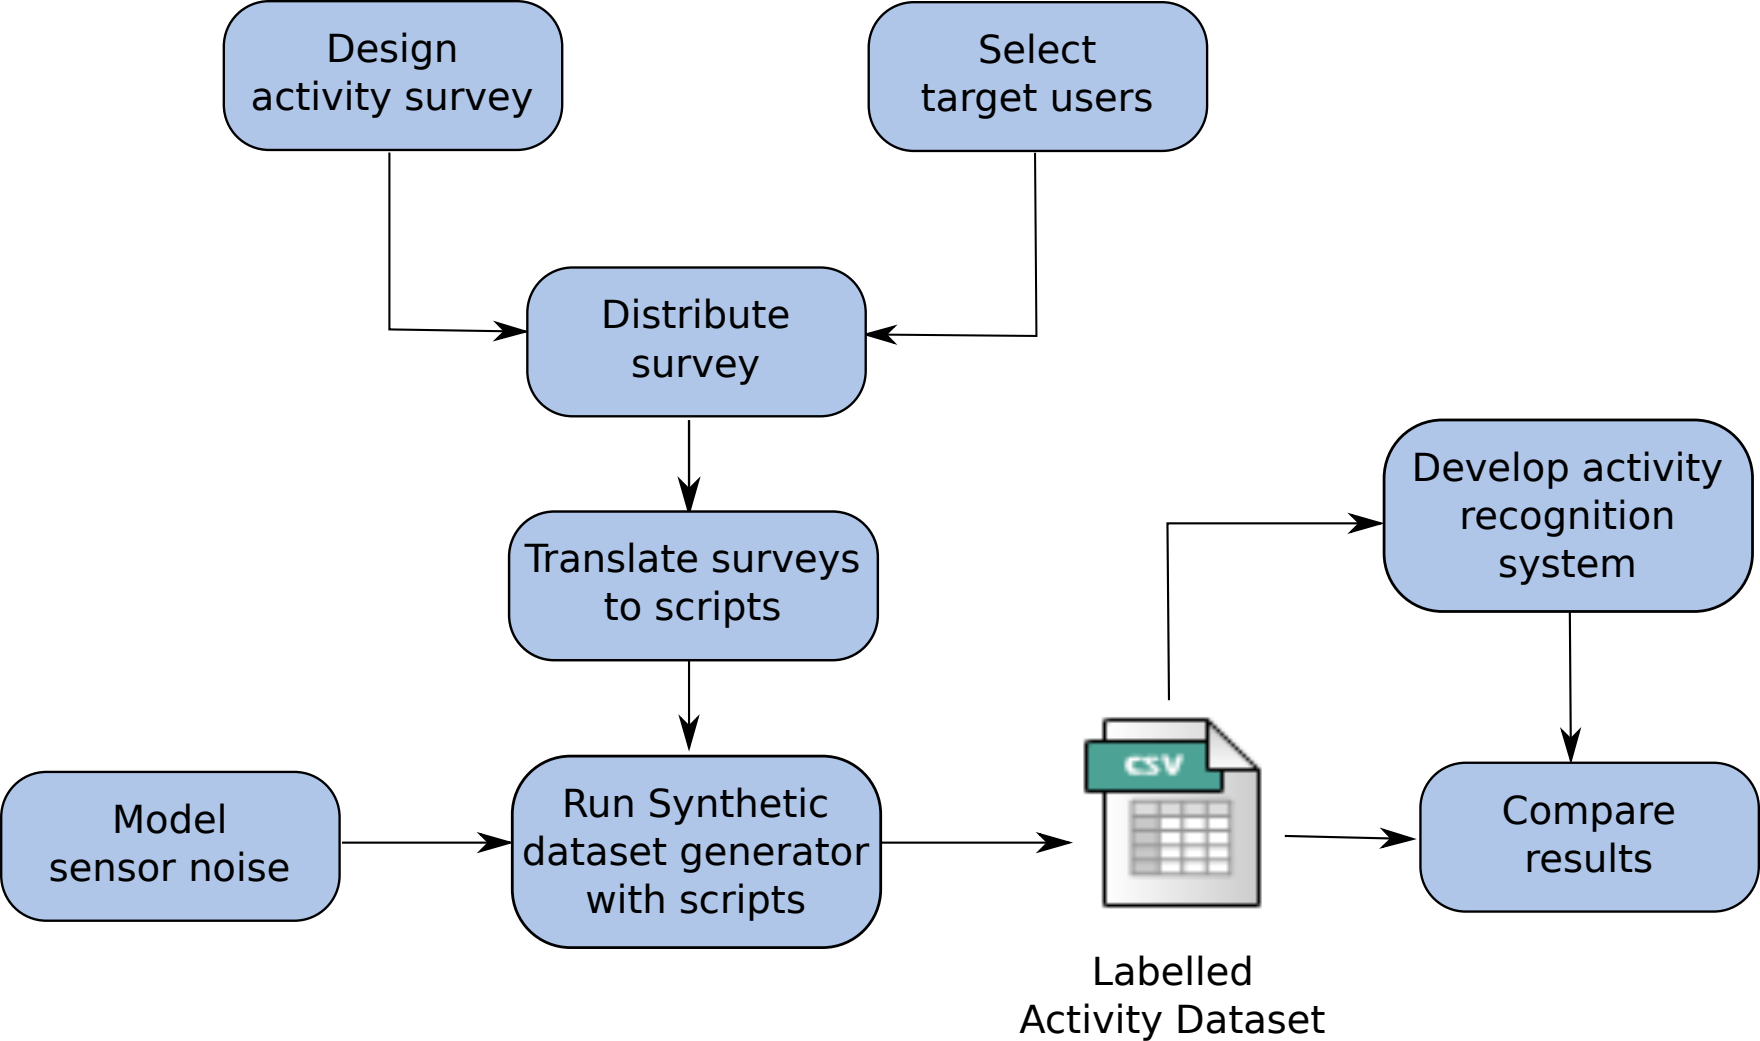 Design
activity survey
Select
target users
Distribute
survey
Translate surveys
to scripts
Develop activity
recognition
system
Model
sensor noise
Run Synthetic
dataset generator
with scripts
CSV
Compare
results
Labelled
Activity Dataset